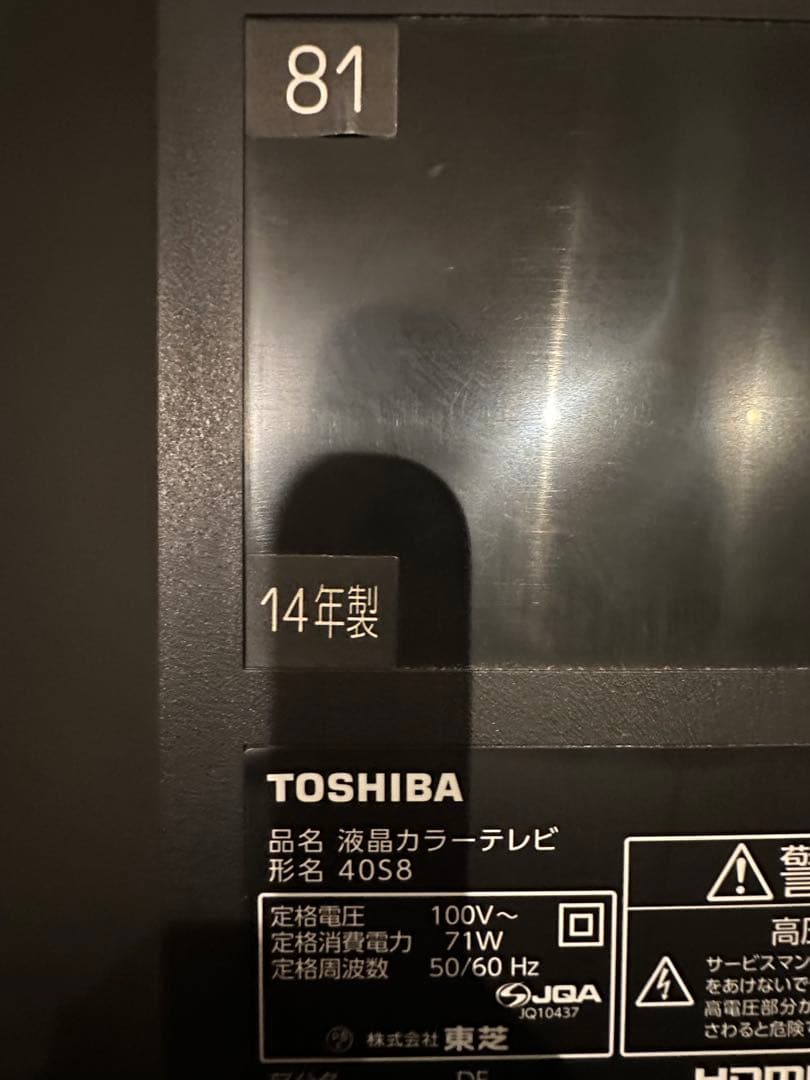 81
14年製
TOSHIBA
品名 液晶カラーテレビ
形名 40S8
定格電圧 100V～
定格消費電力 71W
定格周波数 50/60 Hz
JQA
JQ10437
株式会社 東芝
警
高圧
サービスマン
をあけないで
高電圧部分か
さわると危険